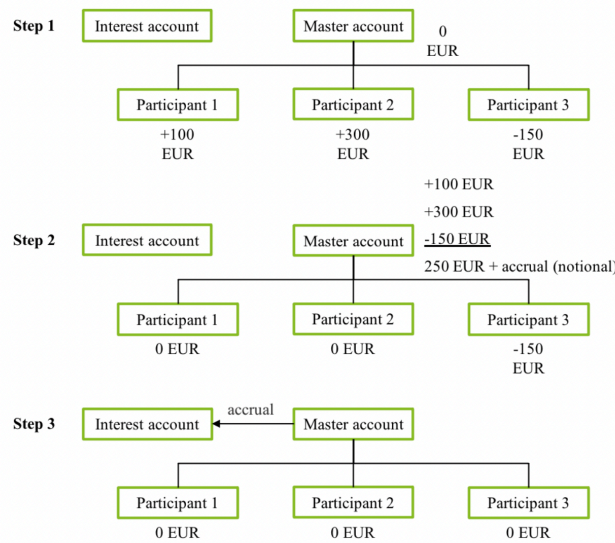 Step 1
Interest account
Master account
0
EUR
Participant 1
Participant 2
Participant 3
+100
EUR
+300
EUR
-150
EUR
+100 EUR
+300 EUR
Step 2
Interest account
Master account
-150 EUR
250 EUR + accrual (notional)
Participant 1
Participant 2
Participant 3
0 EUR
0 EUR
-150
EUR
Step 3
Interest account
accrual
Master account
Participant 1
Participant 2
Participant 3
0 EUR
0 EUR
0 EUR